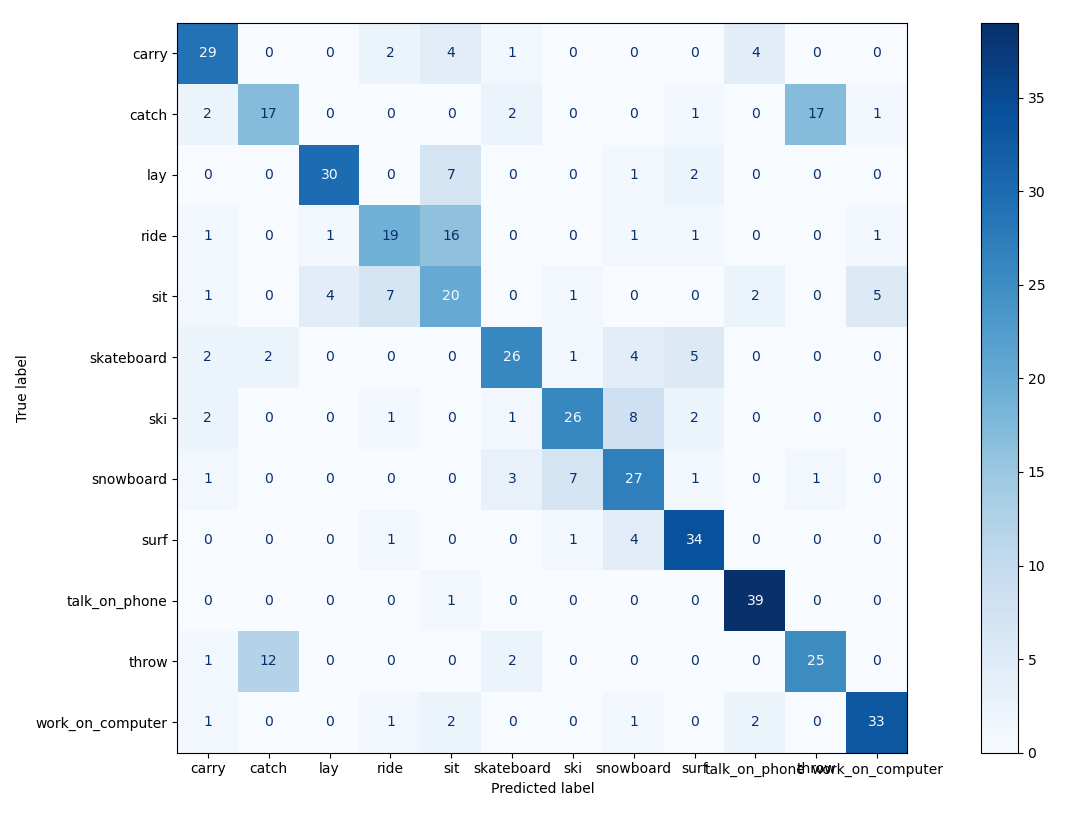 carry 29 0 0 2 4 1 0 0 0 4 0 0
catch 2 17 0 0 0 2 0 0 1 0 17 1
lay 0 0 30 0 7 0 0 1 2 0 0 0
ride 1 0 1 19 16 0 0 1 1 0 0 1
sit 1 0 4 7 20 0 1 0 0 2 0 5
skateboard 2 2 0 0 0 26 1 4 5 0 0 0
ski 2 0 0 1 0 1 26 8 2 0 0 0
snowboard 1 0 0 0 0 3 7 27 1 0 1 0
surf 0 0 0 1 0 0 1 4 34 0 0 0
talk_on_phone 0 0 0 0 1 0 0 0 0 39 0 0
throw 1 12 0 0 0 2 0 0 0 0 25 0
work_on_computer 1 0 0 1 2 0 0 1 0 2 0 33
carry catch lay ride sit skateboard ski snowboard surf talk_on_phone throw work_on_computer
Predicted label
True label
35
30
25
20
15
10
5
0